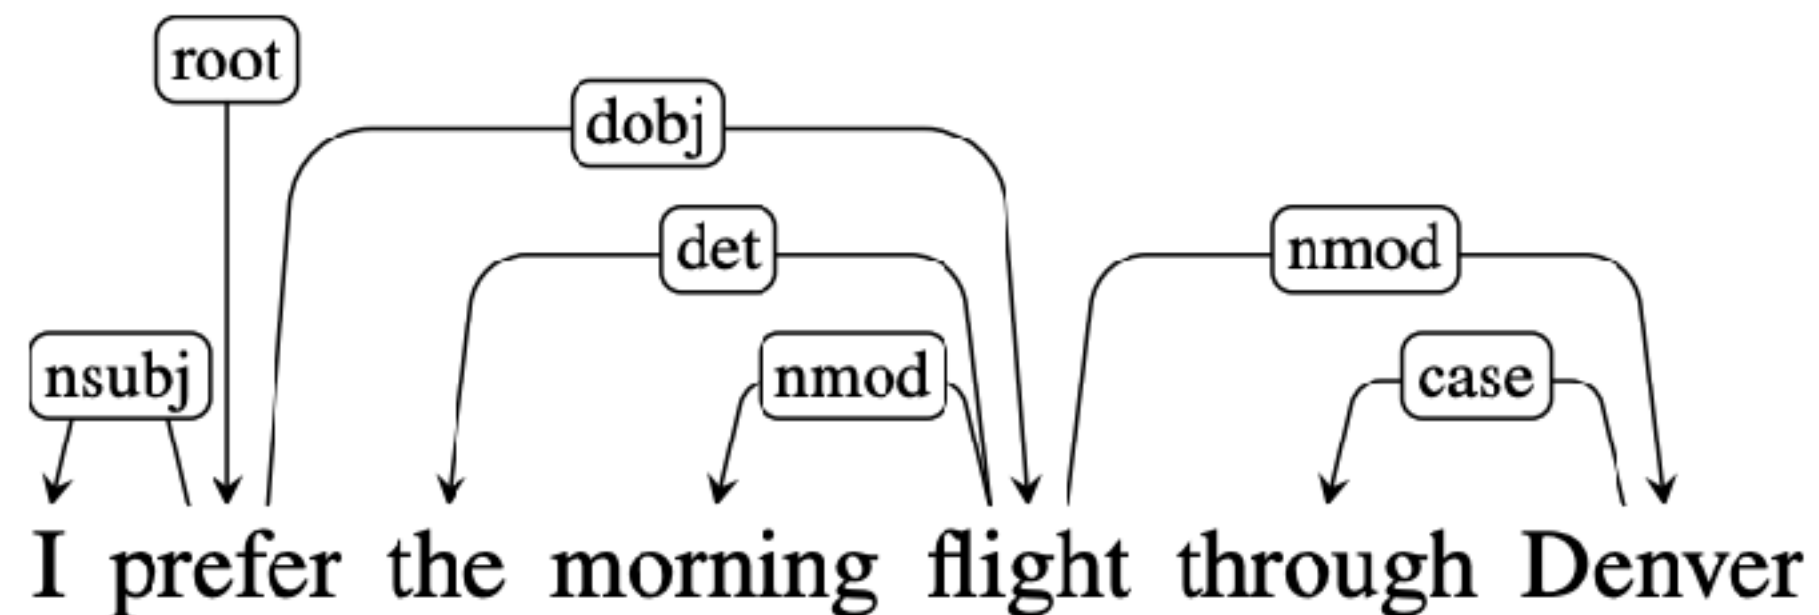 root
dobj
det nmod
nsubj nmod case
I prefer the morning flight through Denver